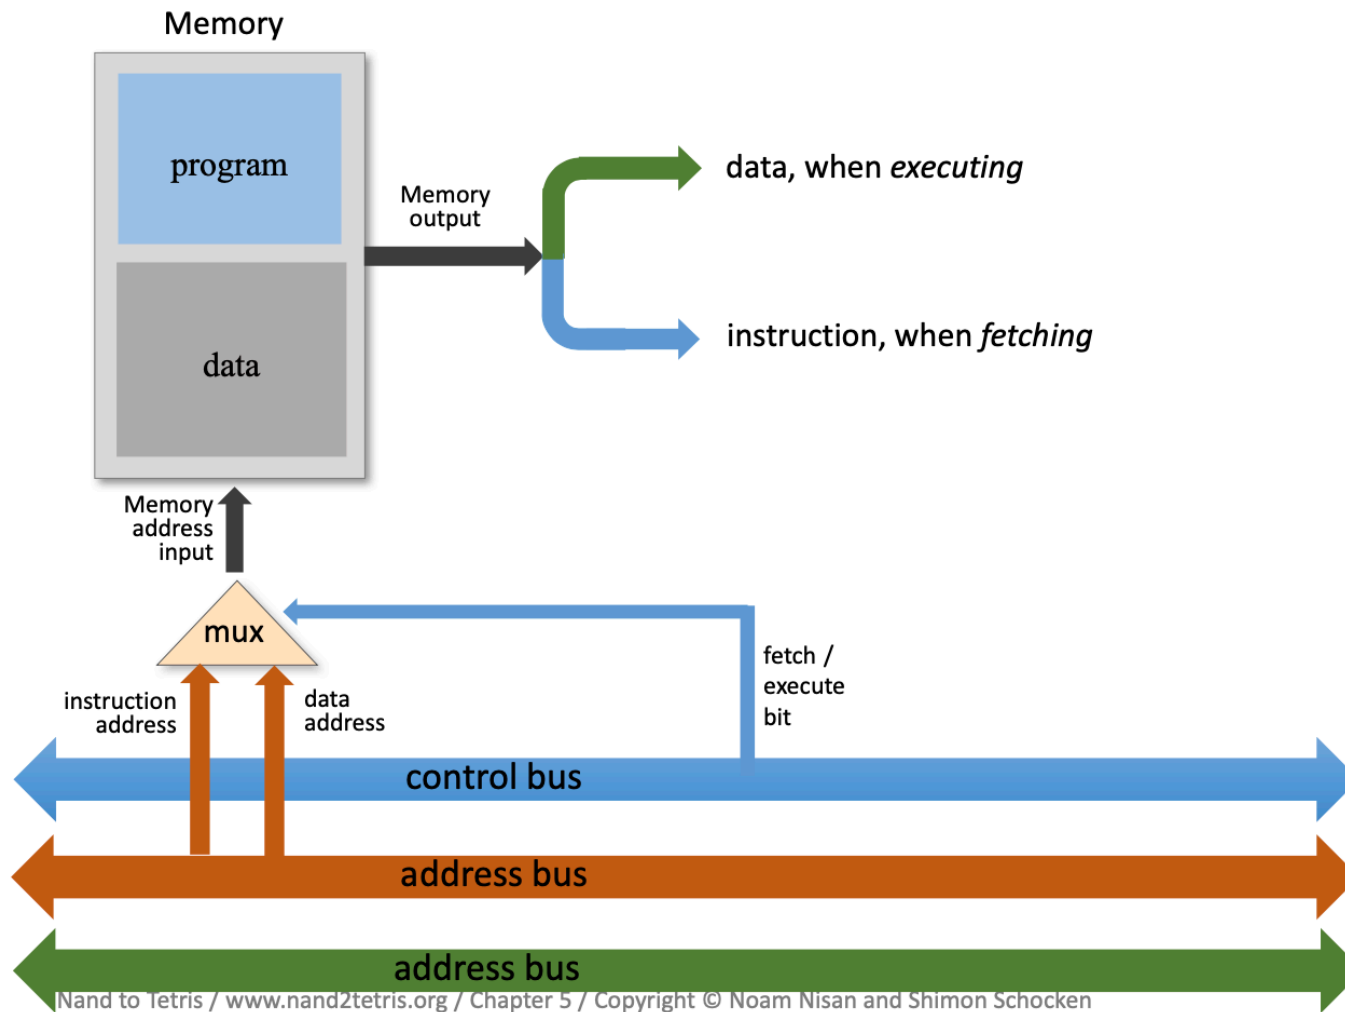 Memory
program
data
Memory
output
data, when executing
instruction, when fetching
Memory
address
input
mux
fetch /
execute
bit
instruction
address
data
address
control bus
address bus
address bus
Nand to Tetris / www.nand2tetris.org / Chapter 5 / Copyright © Noam Nisan and Shimon Schocken